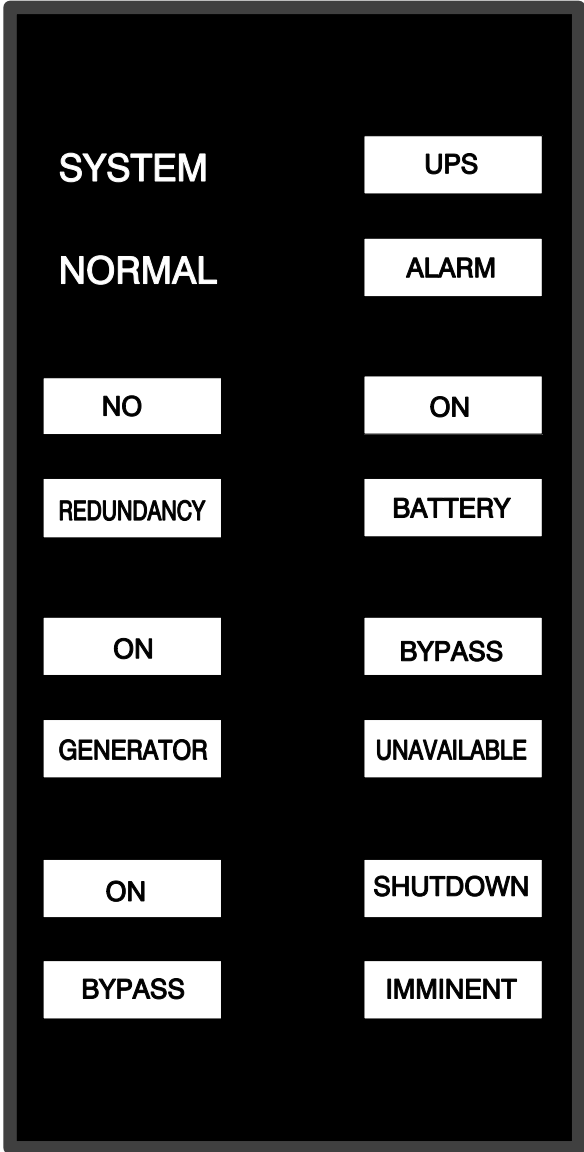 SYSTEM
NORMAL
UPS
ALARM
NO
REDUNDANCY
ON
BATTERY
ON
GENERATOR
BYPASS
UNAVAILABLE
ON
BYPASS
SHUTDOWN
IMMINENT